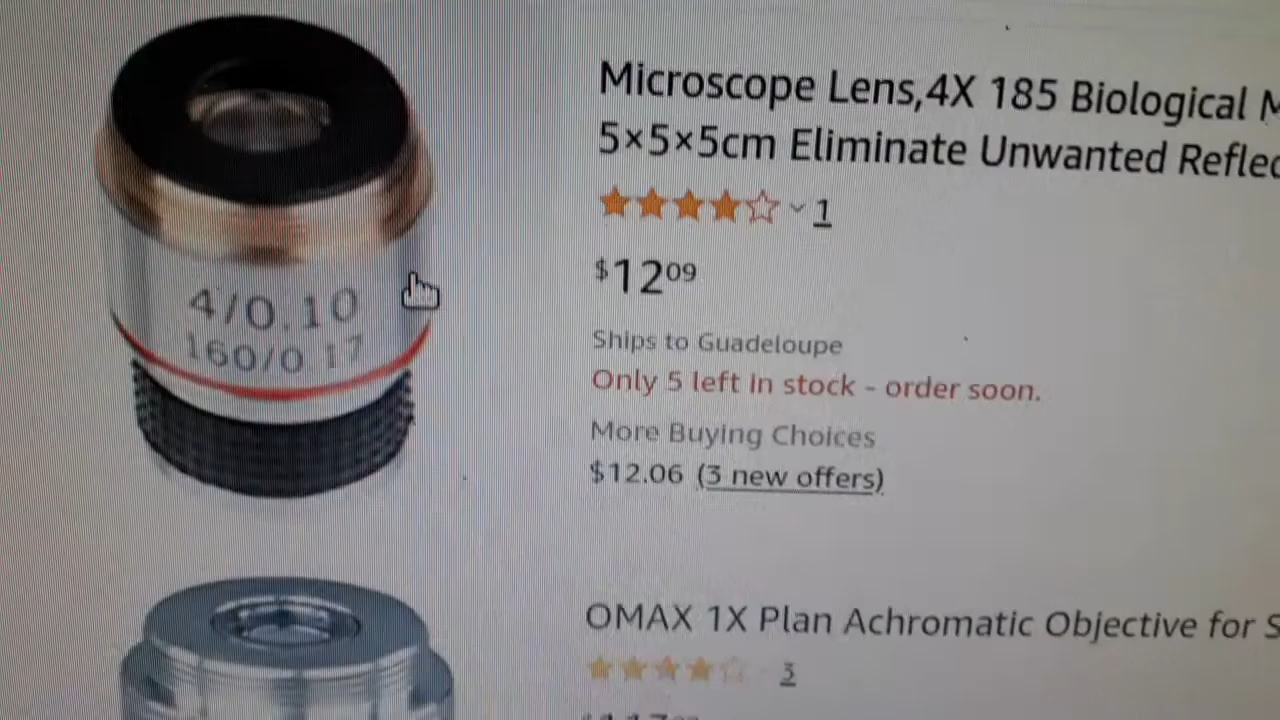 Microscope Lens,4X 185 Biological
5×5×5cm Eliminate Unwanted
1
$1209
4/0.10
160/0.17
Ships to Guadeloupe
Only 5 left in stock - order soon.
More Buying Choices
$12.06 (3 new offers)
OMAX 1X Plan Achromatic Objective for
3